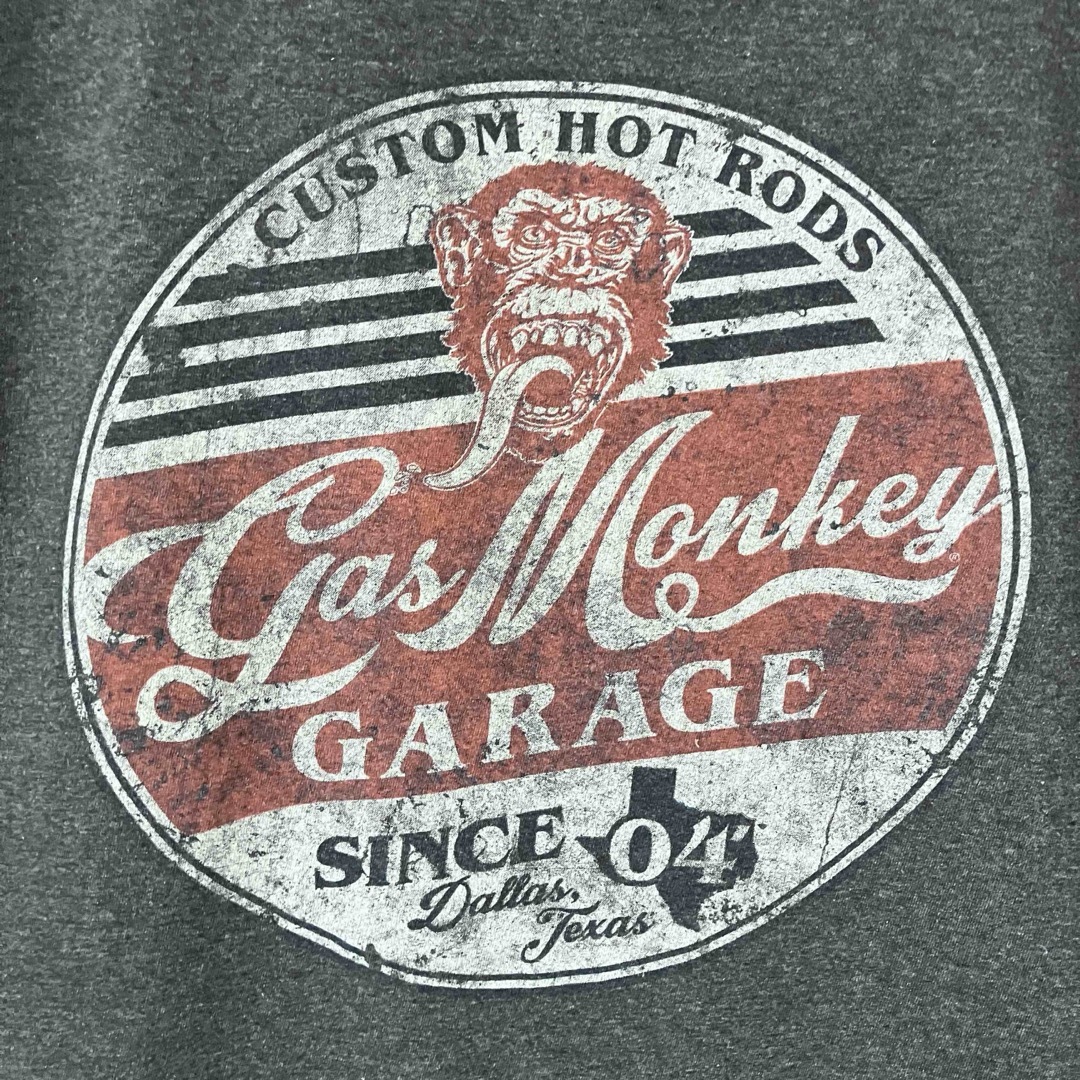 CUSTOM HOT RODS
Gas Monkey®
GARAGE
SINCE 04
Dallas,
Texas